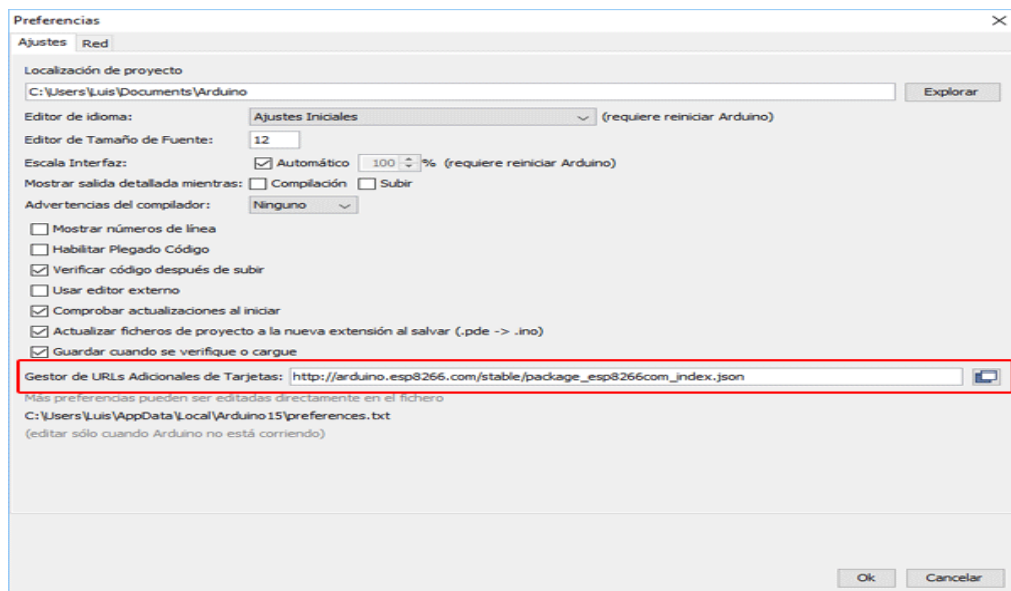 Preferencias
Ajustes Red
Localización de proyecto
C:\Users\Luis\Documents\Arduino Explorar
Editor de idioma: Ajustes Iniciales (requiere reiniciar Arduino)
Editor de Tamaño de Fuente: 12
Escala Interfaz: Automático 100 % (requiere reiniciar Arduino)
Mostrar salida detallada mientras: Compilación Subir
Advertencias del compilador: Ninguno
Mostrar números de línea
Habilitar Plegado Código
Verificar código después de subir
Usar editor externo
Comprobar actualizaciones al iniciar
Actualizar ficheros de proyecto a la nueva extensión al salvar (.pde -> .ino)
Guardar cuando se verifique o cargue
Gestor de URLs Adicionales de Tarjetas: http://arduino.esp8266.com/stable/package_esp8266com_index.json
Más preferencias pueden ser editadas directamente en el fichero
C:\Users\Luis\AppData\Local\Arduino15\preferences.txt
(editar sólo cuando Arduino no está corriendo)
Ok Cancelar